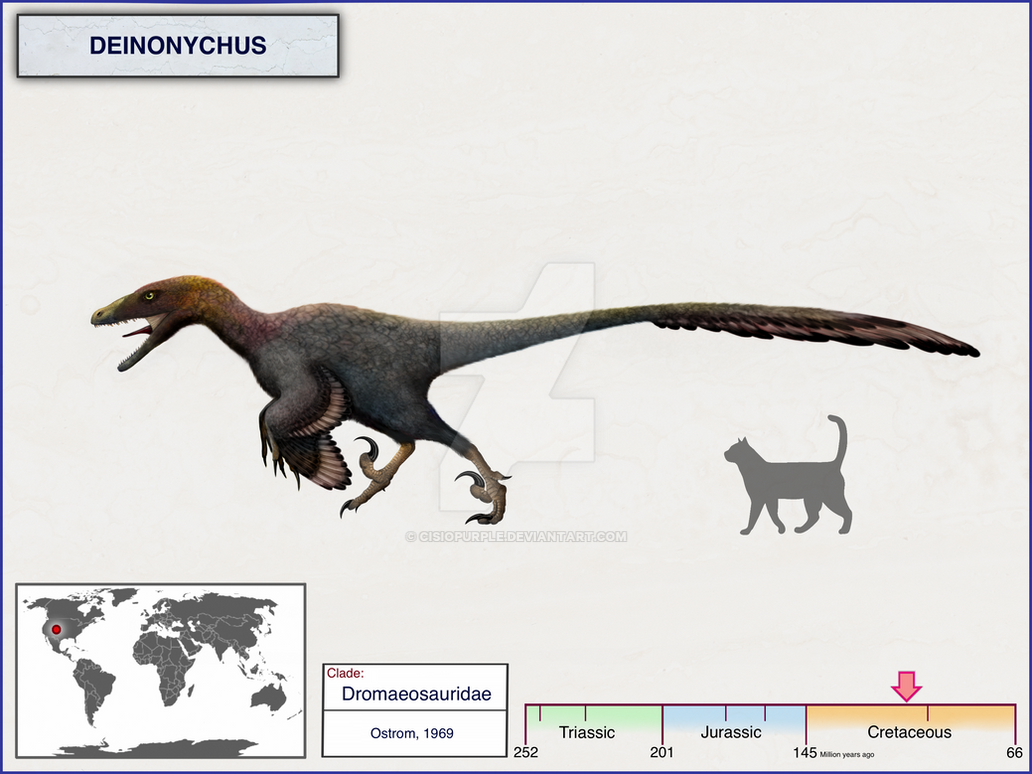 DEINONYCHUS
© CISIOPURPLE.DEVIANTART.COM
Clade:
Dromaeosauridae
Ostrom, 1969
Triassic
Jurassic
Cretaceous
252
201
145 Million years ago
66